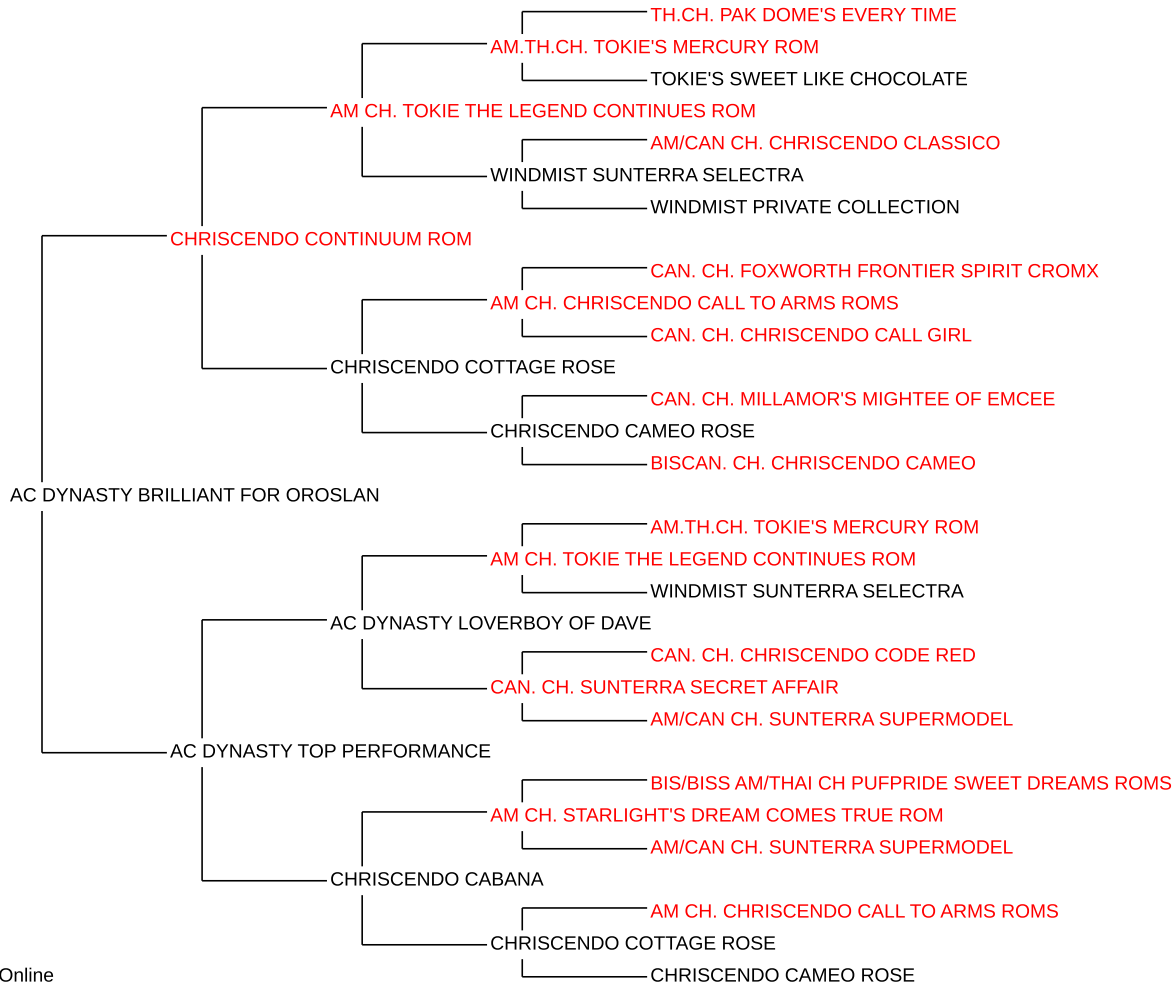 TH.CH. PAK DOME'S EVERY TIME
AM.TH.CH. TOKIE'S MERCURY ROM
TOKIE'S SWEET LIKE CHOCOLATE
AM CH. TOKIE THE LEGEND CONTINUES ROM
AM/CAN CH. CHRISCENDO CLASSICO
WINDMIST SUNTERRA SELECTRA
WINDMIST PRIVATE COLLECTION
CHRISCENDO CONTINUUM ROM
CAN. CH. FOXWORTH FRONTIER SPIRIT CROMX
AM CH. CHRISCENDO CALL TO ARMS ROMS
CAN. CH. CHRISCENDO CALL GIRL
CHRISCENDO COTTAGE ROSE
CAN. CH. MILLAMOR'S MIGHTEE OF EMCEE
CHRISCENDO CAMEO ROSE
BISCAN. CH. CHRISCENDO CAMEO
AC DYNASTY BRILLIANT FOR OROSLAN
AM.TH.CH. TOKIE'S MERCURY ROM
AM CH. TOKIE THE LEGEND CONTINUES ROM
WINDMIST SUNTERRA SELECTRA
AC DYNASTY LOVERBOY OF DAVE
CAN. CH. CHRISCENDO CODE RED
CAN. CH. SUNTERRA SECRET AFFAIR
AM/CAN CH. SUNTERRA SUPERMODEL
AC DYNASTY TOP PERFORMANCE
BIS/BISS AM/THAI CH PUFPRIDE SWEET DREAMS ROMS
AM CH. STARLIGHT'S DREAM COMES TRUE ROM
AM/CAN CH. SUNTERRA SUPERMODEL
CHRISCENDO CABANA
AM CH. CHRISCENDO CALL TO ARMS ROMS
CHRISCENDO COTTAGE ROSE
CHRISCENDO CAMEO ROSE
Online